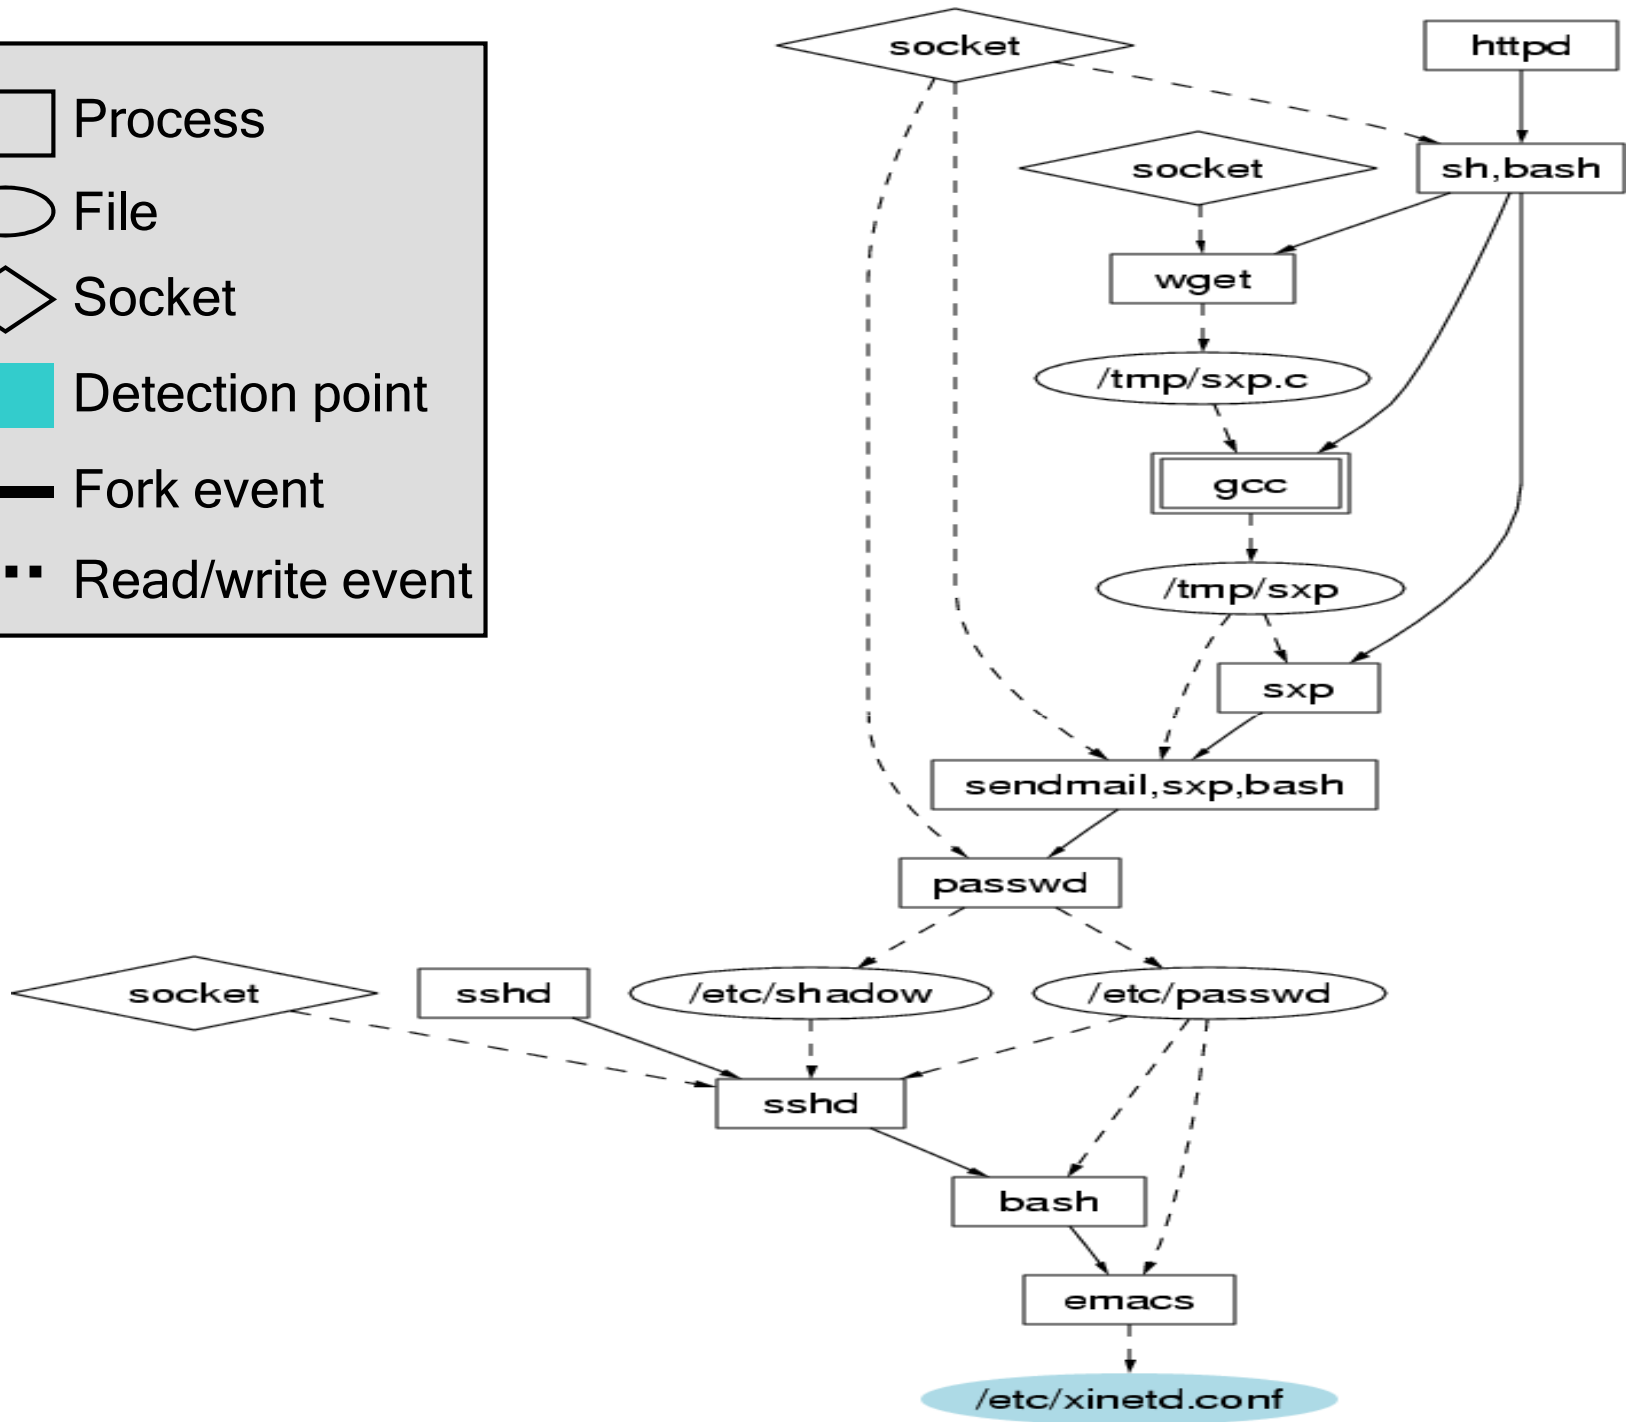 Process
File
Socket
Detection point
Fork event
Read/write event
socket
httpd
socket
sh,bash
wget
/tmp/sxp.c
gcc
/tmp/sxp
sxp
sendmail,sxp,bash
passwd
socket
sshd
/etc/shadow
/etc/passwd
sshd
bash
emacs
/etc/xinetd.conf